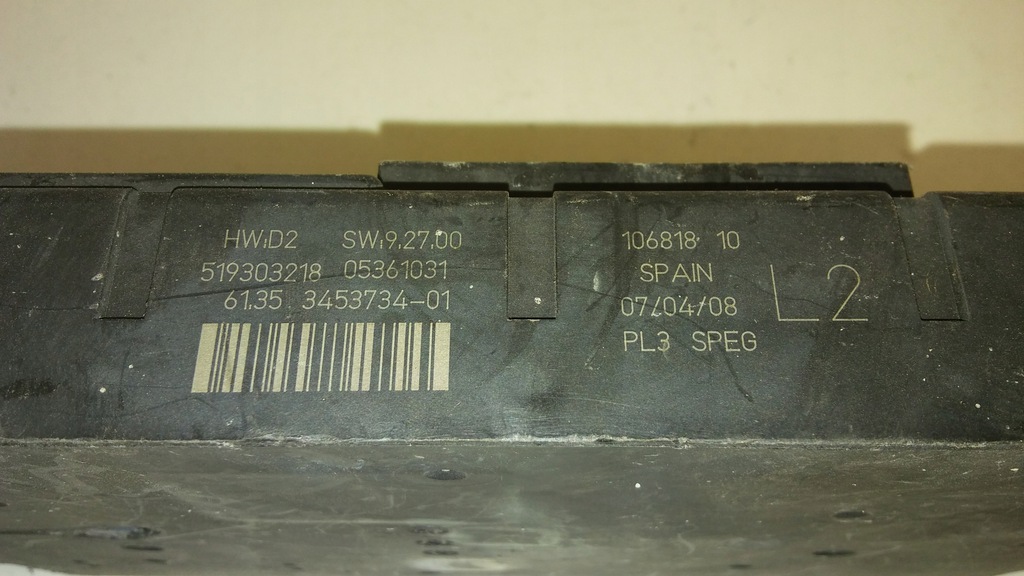 HW:D2 SW:9.27.00
519303218 05361031
61.35 3453734-01
106818 10
SPAIN
07/04/08
PL3 SPEG
L2